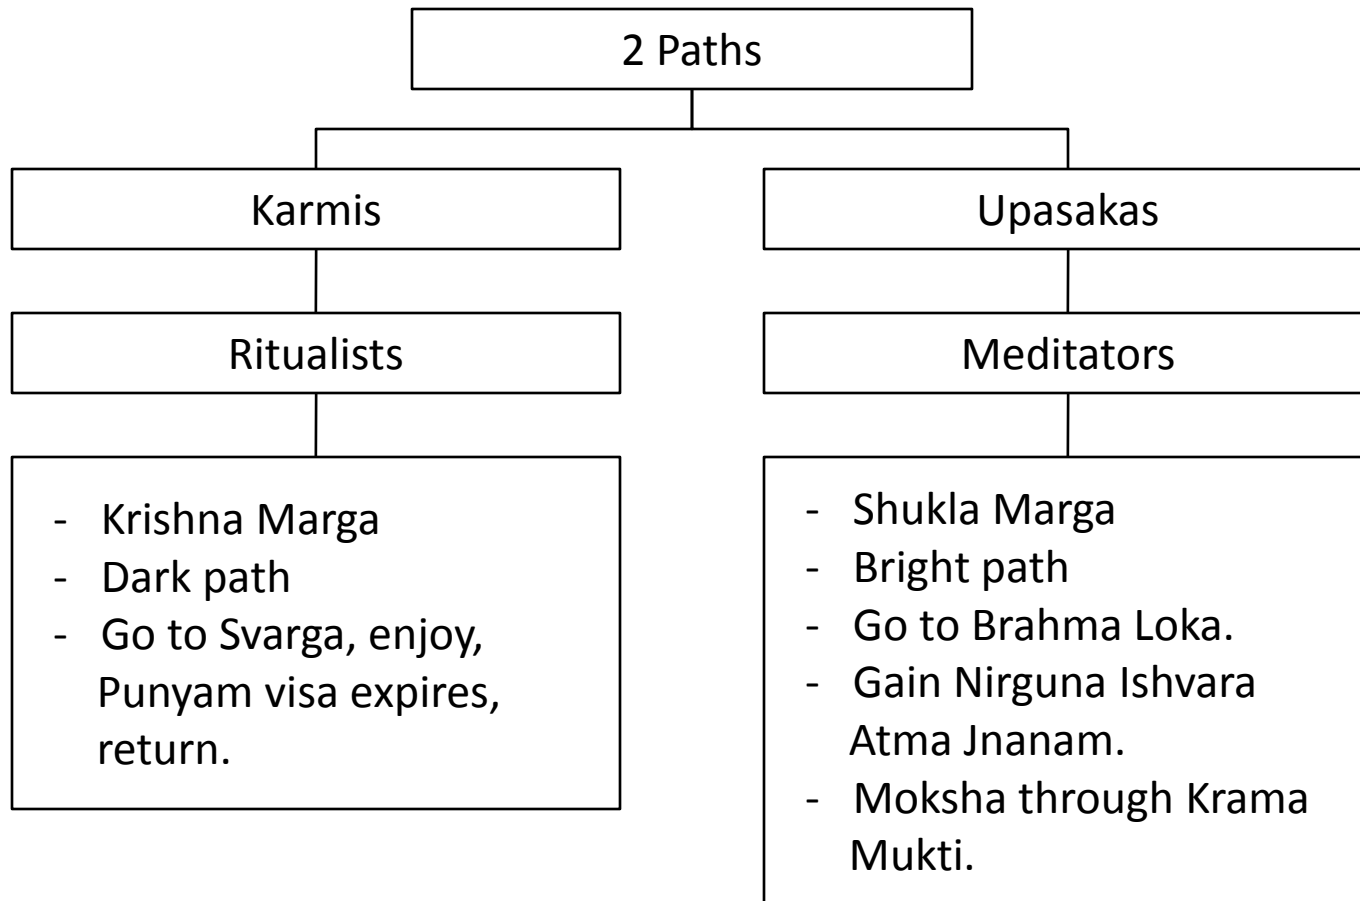 2 Paths
Karmis
Ritualists
- Krishna Marga
- Dark path
- Go to Svarga, enjoy,
Punyam visa expires,
return.
Upasakas
Meditators
- Shukla Marga
- Bright path
- Go to Brahma Loka.
- Gain Nirguna Ishvara
Atma Jnanam.
- Moksha through Krama
Mukti.